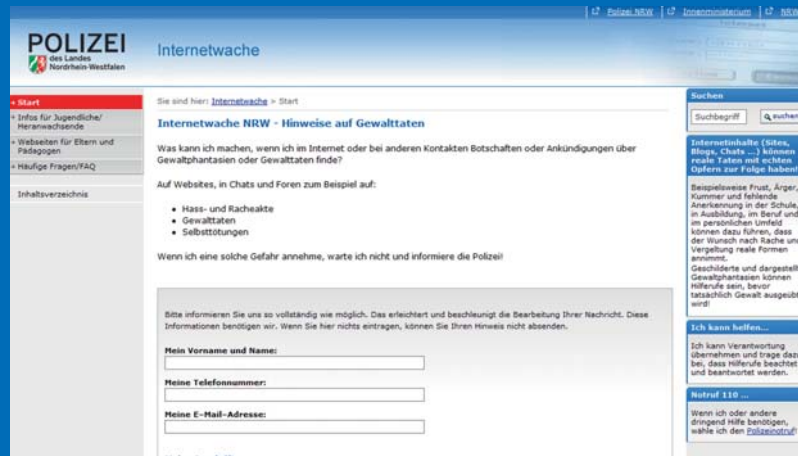 Polizei NRW
Innenministerium
NRW
POLIZEI
des Landes
Nordrhein-Westfalen
Internetwache
Start
Infos für Jugendliche/
Heranwachsende
Webseiten für Eltern und
Pädagogen
Häufige Fragen/FAQ
Inhaltsverzeichnis
Sie sind hier: Internetwache > Start
Internetwache NRW - Hinweise auf Gewalttaten
Was kann ich machen, wenn ich im Internet oder bei anderen Kontakten Botschaften oder Ankündigungen über
Gewaltphantasien oder Gewalttaten finde?
Auf Websites, in Chats und Foren zum Beispiel auf:
• Hass- und Racheakte
• Gewalttaten
• Selbsttötungen
Wenn ich eine solche Gefahr annehme, warte ich nicht und informiere die Polizei!
Bitte informieren Sie uns so vollständig wie möglich. Das erleichtert und beschleunigt die Bearbeitung Ihrer Nachricht. Diese
Informationen benötigen wir. Wenn Sie hier nichts eintragen, können Sie Ihren Hinweis nicht absenden.
Mein Vorname und Name:
Meine Telefonnummer:
Meine E-Mail-Adresse:
Suchen
Suchbegriff
suchen
Internetinhalte (Sites,
Blogs, Chats ...) können
reale Taten mit echten
Opfern zur Folge haben!
Beispielsweise Frust, Ärger,
Kummer und fehlende
Anerkennung in der Schule,
in Ausbildung, im Beruf und
im persönlichen Umfeld
können dazu führen, dass
der Wunsch nach Rache und
Vergeltung reale Formen
annimmt.
Geschilderte und dargestellt
Gewaltphantasien können
Hilferufe sein, bevor
tatsächlich Gewalt ausgeübt
wird!
Ich kann helfen...
Ich kann Verantwortung
übernehmen und trage dazu
bei, dass Hilferufe beachtet
und beantwortet werden.
Notruf 110 ...
Wenn ich oder andere
dringend Hilfe benötigen,
wähle ich den Polizeinotruf!